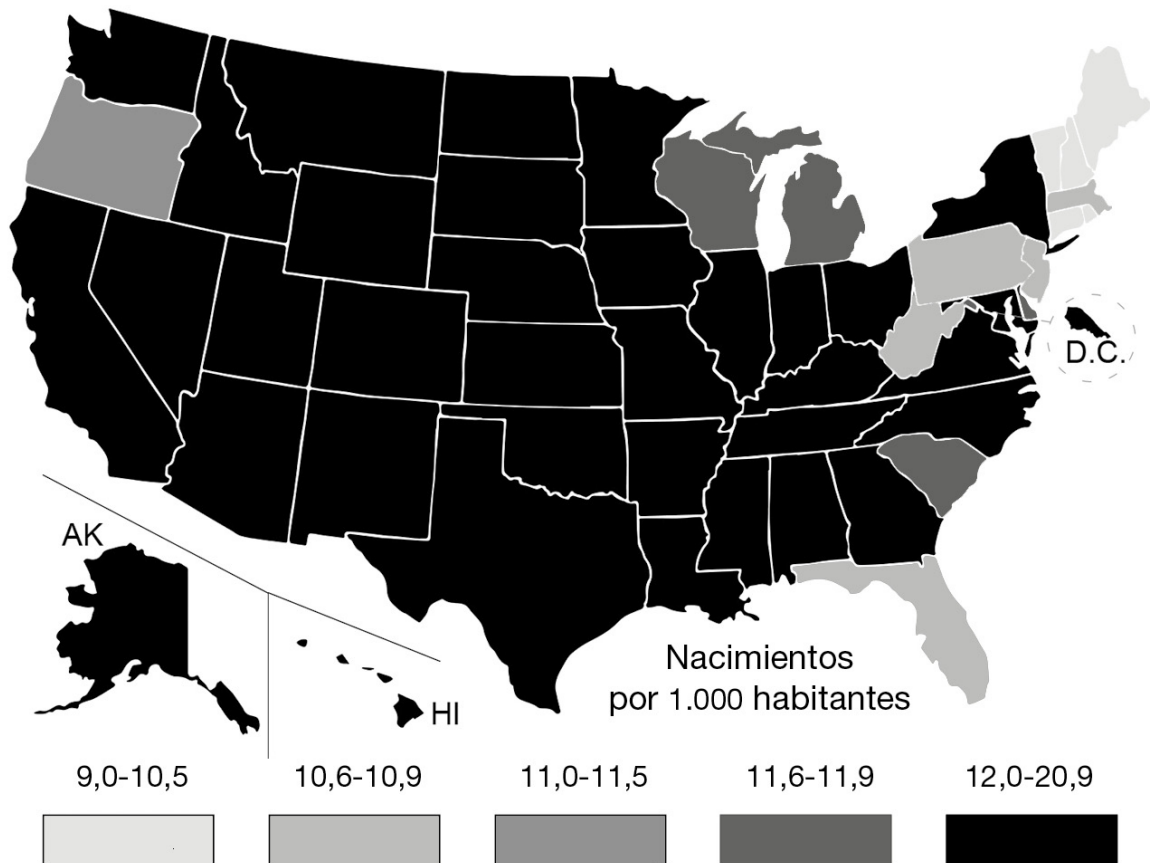 D.C.
AK
HI
Nacimientos
por 1.000 habitantes
9,0-10,5
10,6-10,9
11,0-11,5
11,6-11,9
12,0-20,9